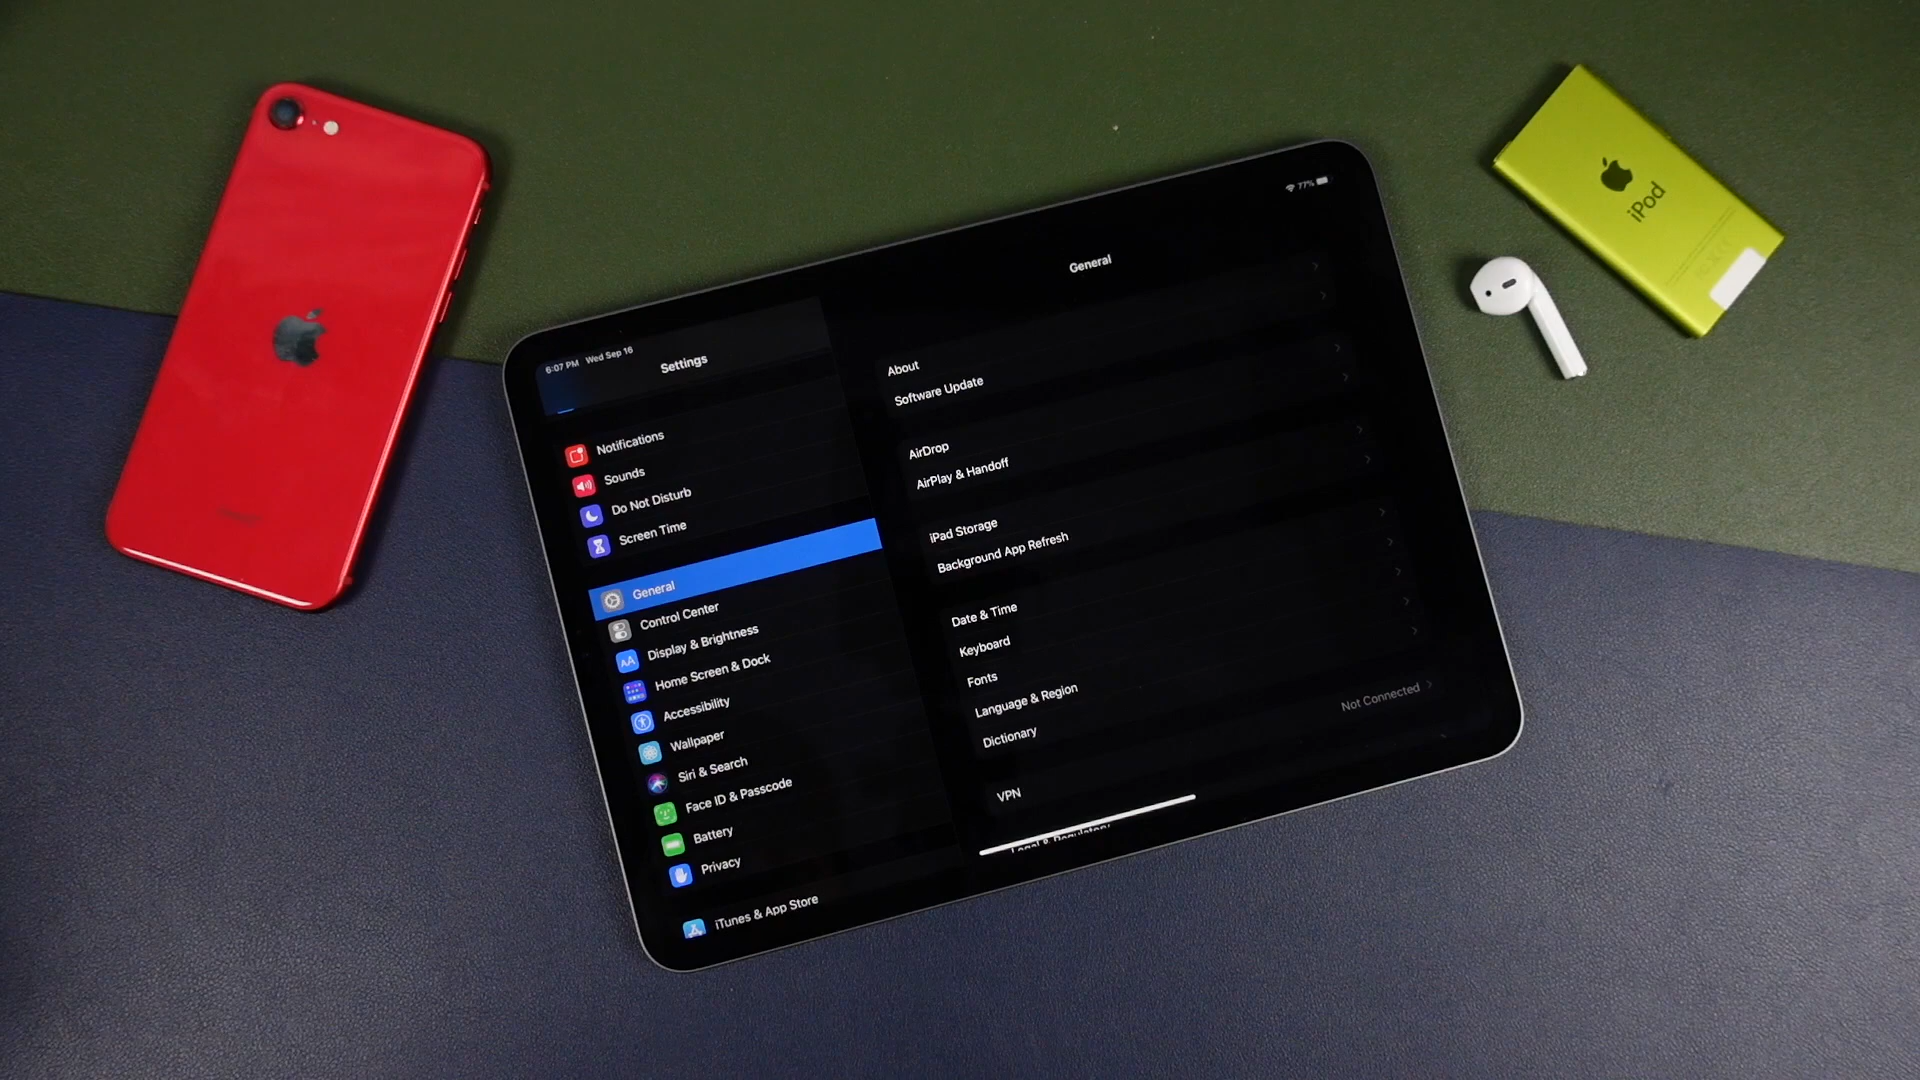 6:07 PM Wed Sep 16
77%
Settings
Notifications
Sounds
Do Not Disturb
Screen Time
General
Control Center
Display & Brightness
Home Screen & Dock
Accessibility
Wallpaper
Siri & Search
Face ID & Passcode
Battery
Privacy
iTunes & App Store
General
About
Software Update
AirDrop
AirPlay & Handoff
iPad Storage
Background App Refresh
Date & Time
Keyboard
Fonts
Language & Region
Dictionary
VPN
Not Connected
Legal & Regulatory
iPod